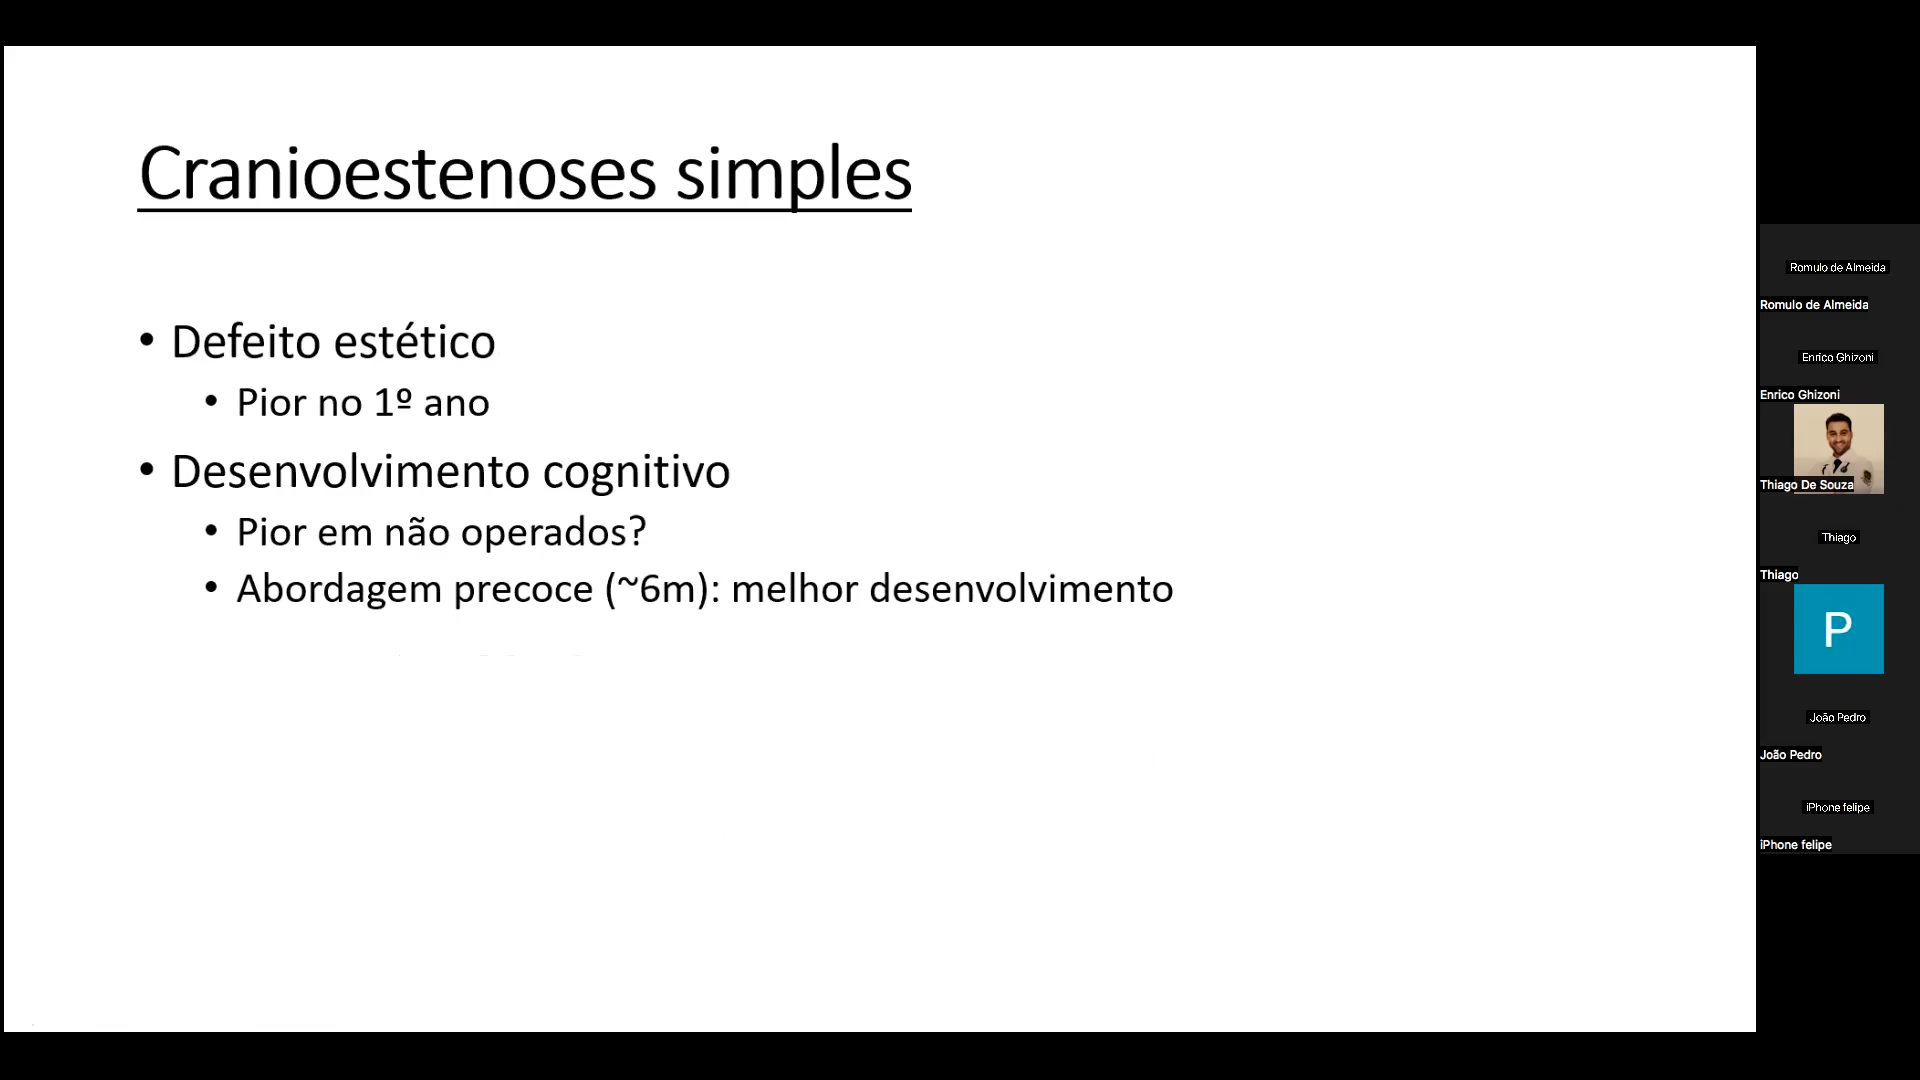 Cranioestenoses simples
• Defeito estético
• Pior no 1º ano
• Desenvolvimento cognitivo
• Pior em não operados?
• Abordagem precoce (~6m): melhor desenvolvimento
Romulo de Almeida
Romulo de Almeida
Enrico Ghizoni
Enrico Ghizoni
Thiago De Souza
Thiago
Thiago
P
João Pedro
João Pedro
iPhone felipe
iPhone felipe